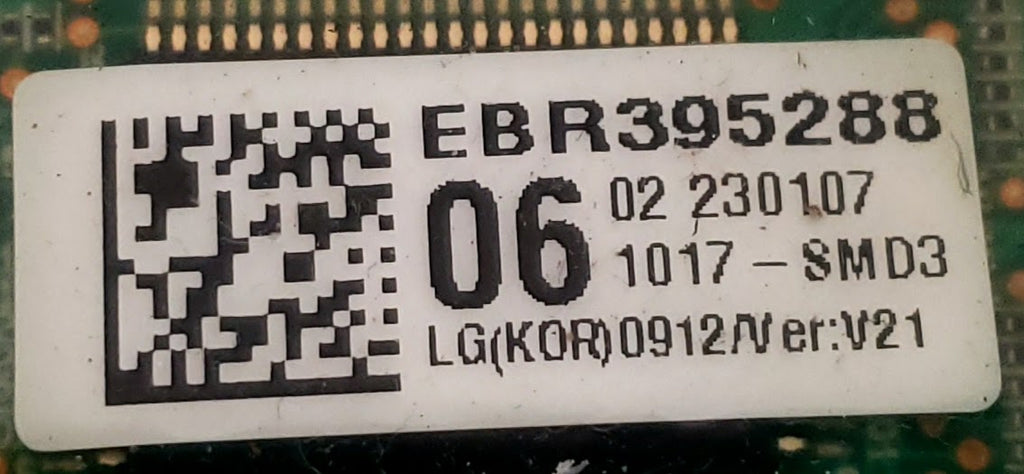 EBR395288
06 02 230107
1017 - SMD3
LG(KOR)0912/Ver:V21